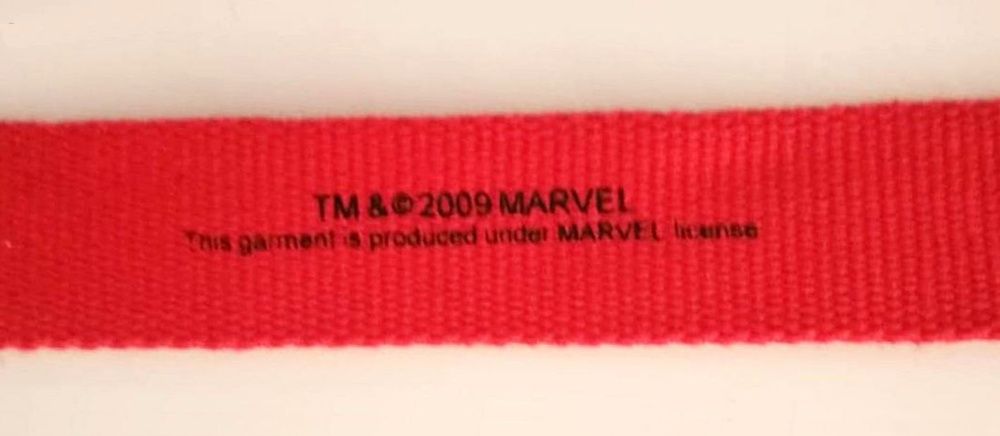 TM & © 2009 MARVEL
This garment is produced under MARVEL license